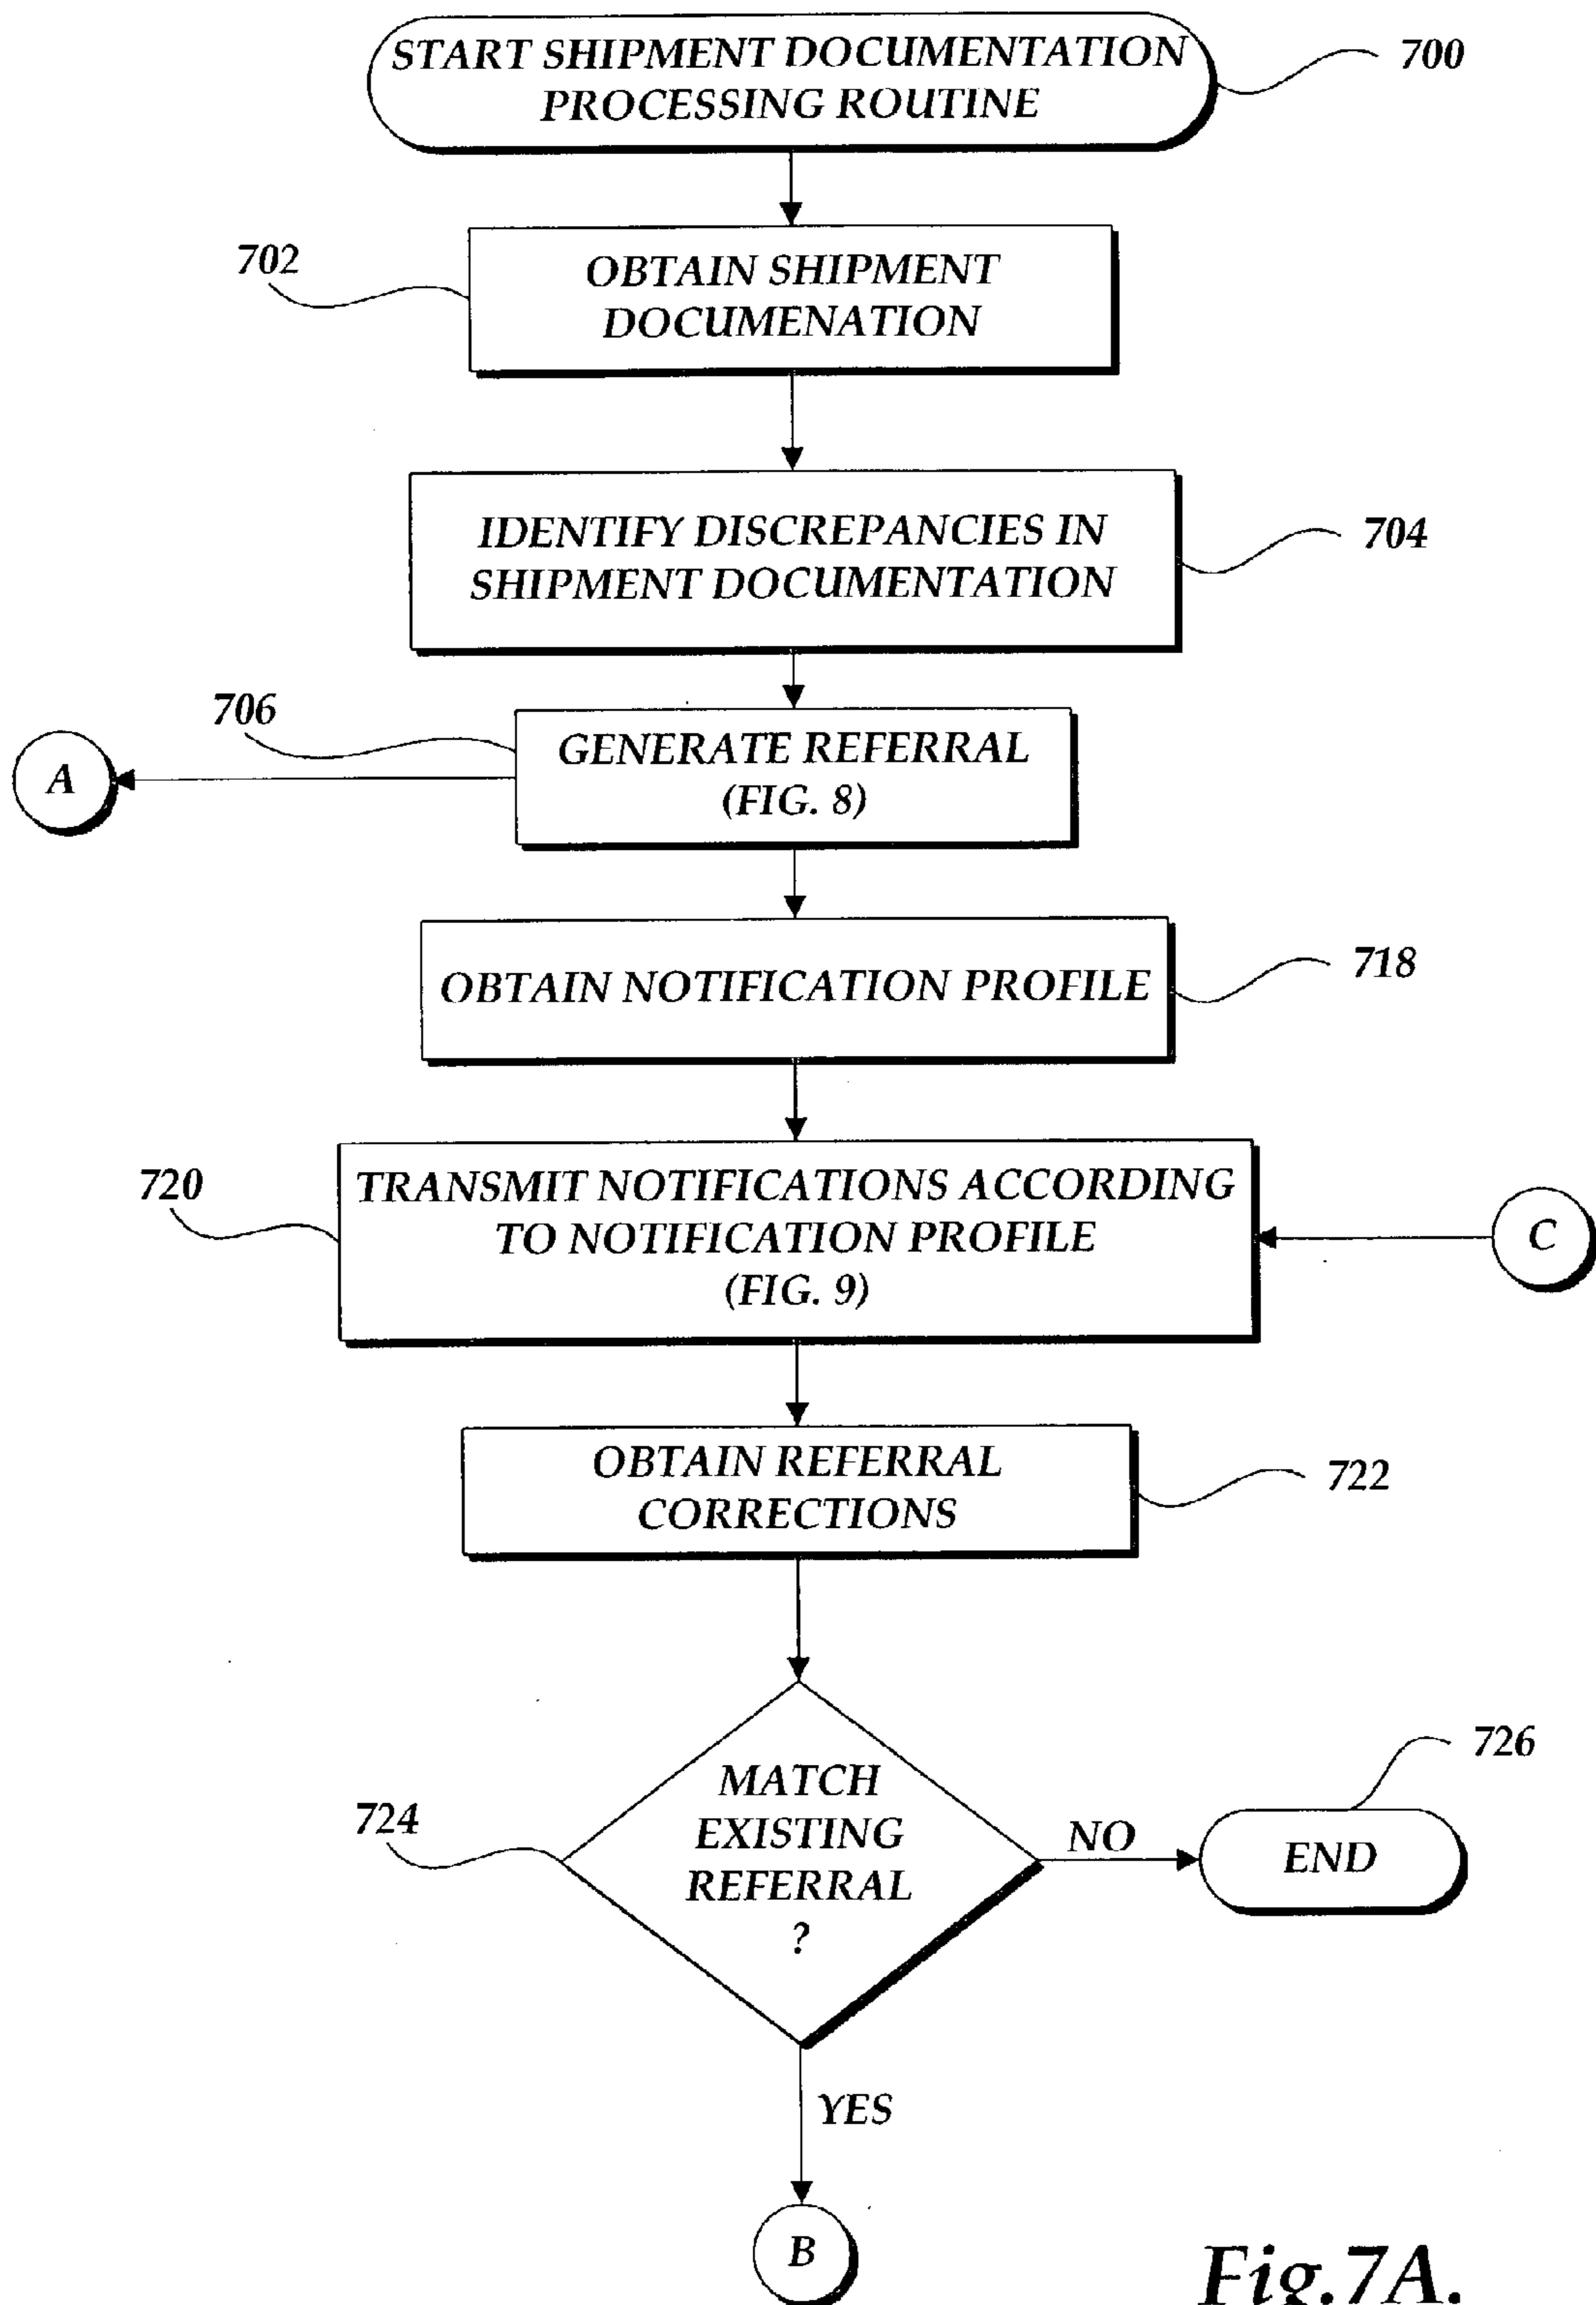 START SHIPMENT DOCUMENTATION
PROCESSING ROUTINE
700
702
OBTAIN SHIPMENT
DOCUMENATION
IDENTIFY DISCREPANCIES IN
SHIPMENT DOCUMENTATION
704
706
A
GENERATE REFERRAL
(FIG. 8)
OBTAIN NOTIFICATION PROFILE
718
720
TRANSMIT NOTIFICATIONS ACCORDING
TO NOTIFICATION PROFILE
(FIG. 9)
C
OBTAIN REFERRAL
CORRECTIONS
722
724
MATCH
EXISTING
REFERRAL
?
NO
726
END
YES
B
Fig.7A.